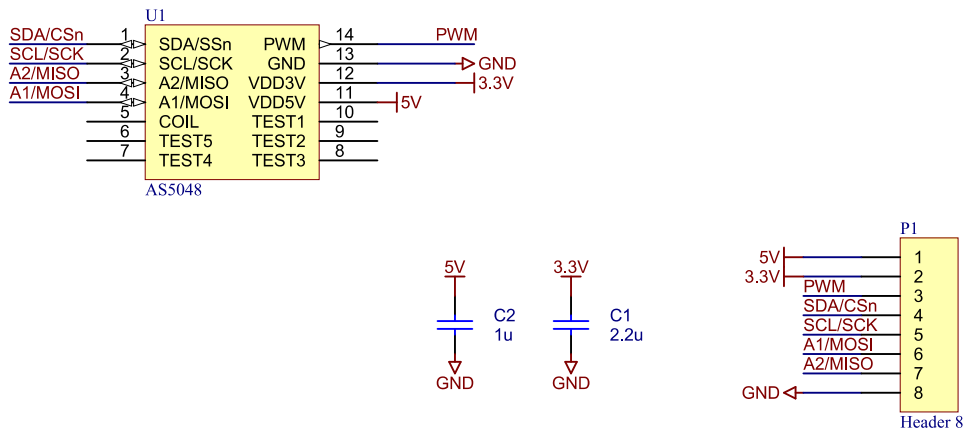 U1
SDA/CSn 1 SDA/SSn PWM 14 PWM
SCL/SCK 2 SCL/SCK GND 13 GND
A2/MISO 3 A2/MISO VDD3V 12 3.3V
A1/MOSI 4 A1/MOSI VDD5V 11 5V
5 COIL TEST1 10
6 TEST5 TEST2 9
7 TEST4 TEST3 8
AS5048
5V
C2
1u
GND
3.3V
C1
2.2u
GND
P1
5V 1
3.3V 2
PWM 3
SDA/CSn 4
SCL/SCK 5
A1/MOSI 6
A2/MISO 7
GND 8
Header 8